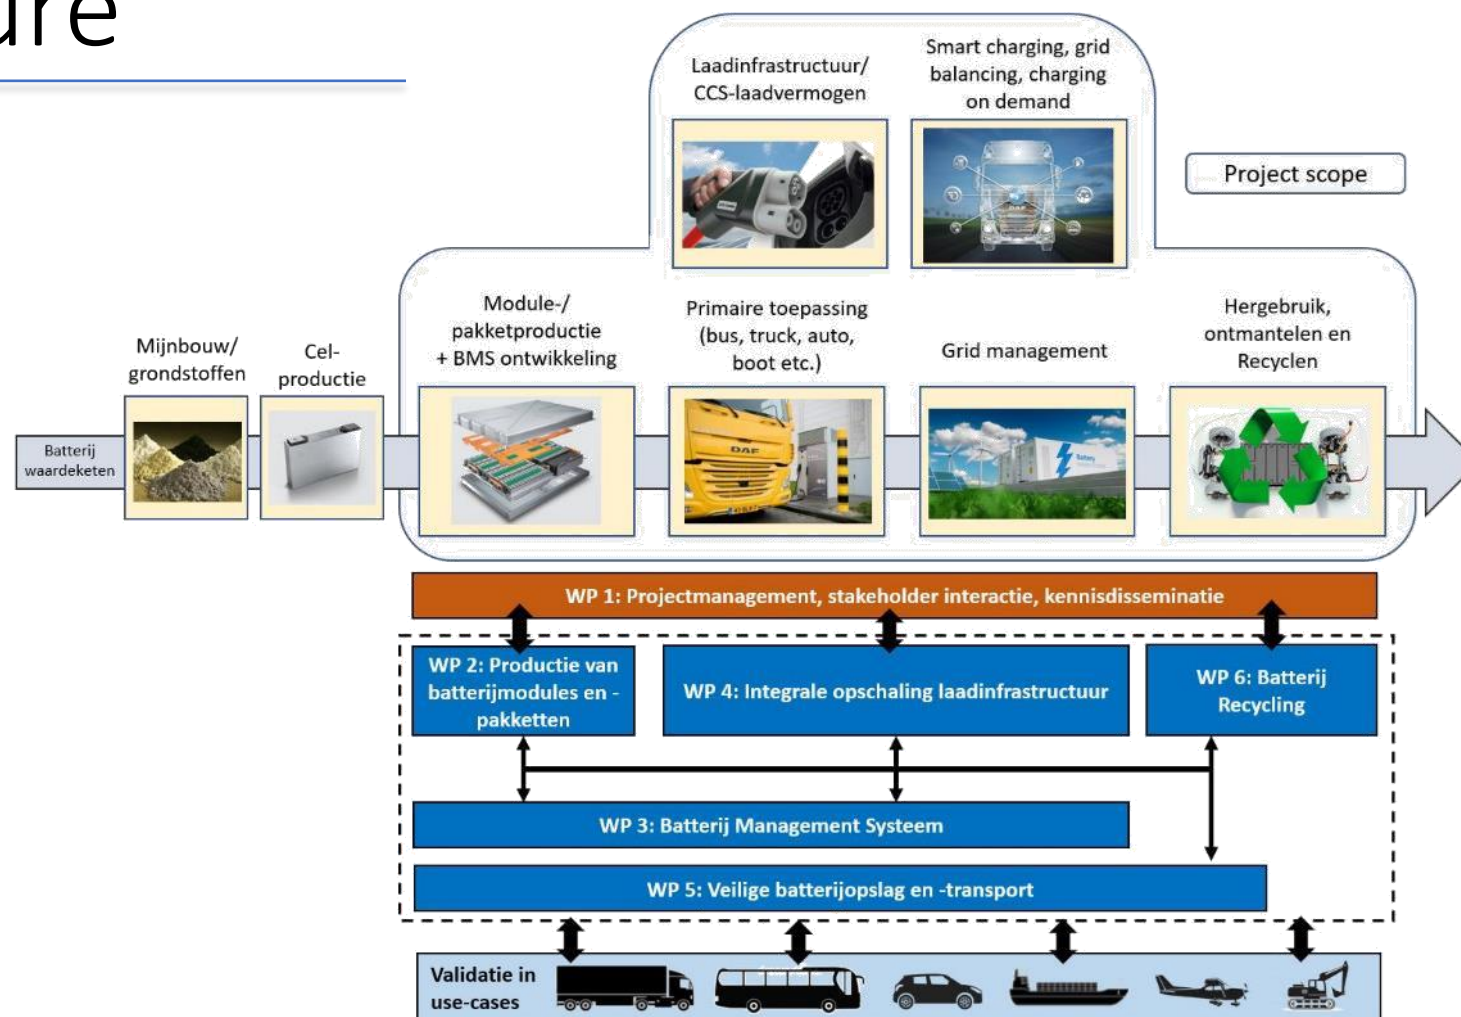 ure
Laadinfrastructuur/
CCS-laadvermogen
Smart charging, grid
balancing, charging
on demand
Project scope
Mijnbouw/
grondstoffen
Cel-
productie
Module-/
pakketproductie
+ BMS ontwikkeling
Primaire toepassing
(bus, truck, auto,
boot etc.)
Grid management
Hergebruik,
ontmantelen en
Recyclen
Batterij
waardeketen
DAF
Battery
WP 1: Projectmanagement, stakeholder interactie, kennisdisseminatie
WP 2: Productie van
batterijmodules en -
pakketten
WP 4: Integrale opschaling laadinfrastructuur
WP 6: Batterij
Recycling
WP 3: Batterij Management Systeem
WP 5: Veilige batterijopslag en -transport
Validatie in
use-cases